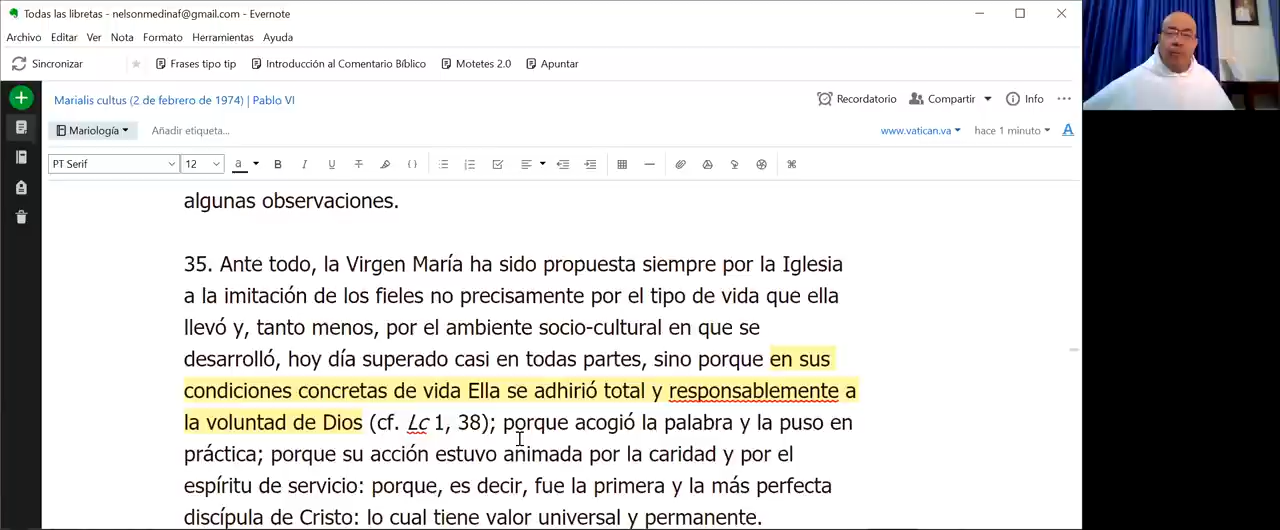 Todas las libretas - nelsonmedinaf@gmail.com - Evernote
Archivo Editar Ver Nota Formato Herramientas Ayuda
Sincronizar Frases tipo tip Introducción al Comentario Bíblico Motetes 2.0 Apuntar
Marialis cultus (2 de febrero de 1974) | Pablo VI Recordatorio Compartir Info
Mariología Añadir etiqueta... www.vatican.va hace 1 minuto A
PT Serif 12 a B I U T
algunas observaciones.
35. Ante todo, la Virgen María ha sido propuesta siempre por la Iglesia
a la imitación de los fieles no precisamente por el tipo de vida que ella
llevó y, tanto menos, por el ambiente socio-cultural en que se
desarrolló, hoy día superado casi en todas partes, sino porque en sus
condiciones concretas de vida Ella se adhirió total y responsablemente a
la voluntad de Dios (cf. Lc 1, 38); porque acogió la palabra y la puso en
práctica; porque su acción estuvo animada por la caridad y por el
espíritu de servicio: porque, es decir, fue la primera y la más perfecta
discípula de Cristo: lo cual tiene valor universal y permanente.